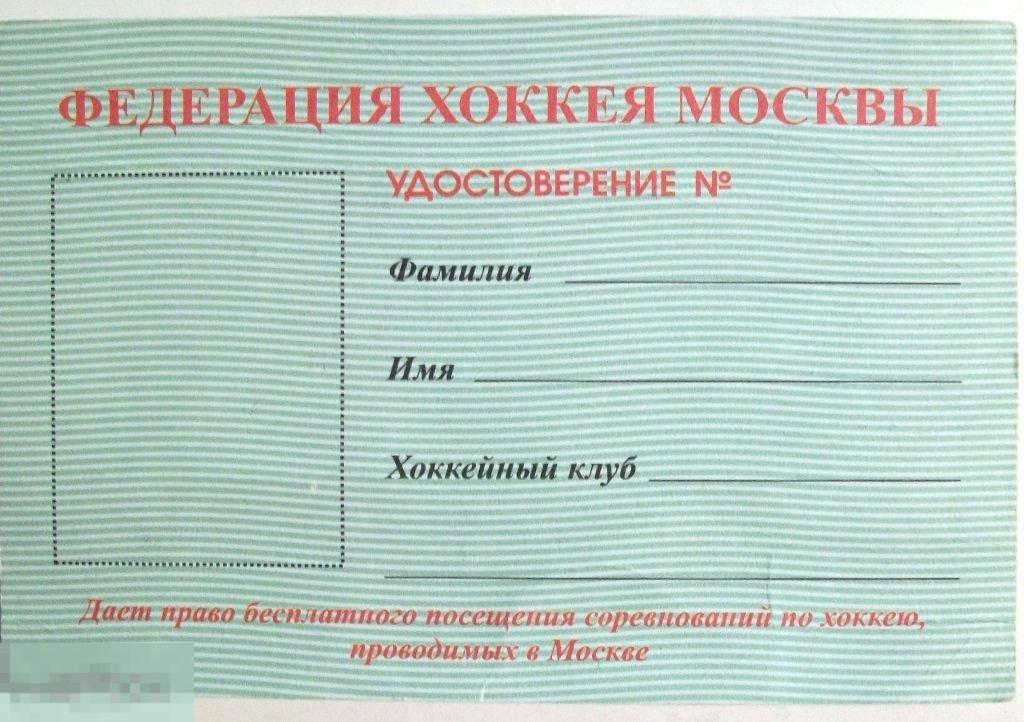 ФЕДЕРАЦИЯ ХОККЕЯ МОСКВЫ
УДОСТОВЕРЕНИЕ №
Фамилия
Имя
Хоккейный клуб
Дает право бесплатного посещения соревнований по хоккею,
проводимых в Москве